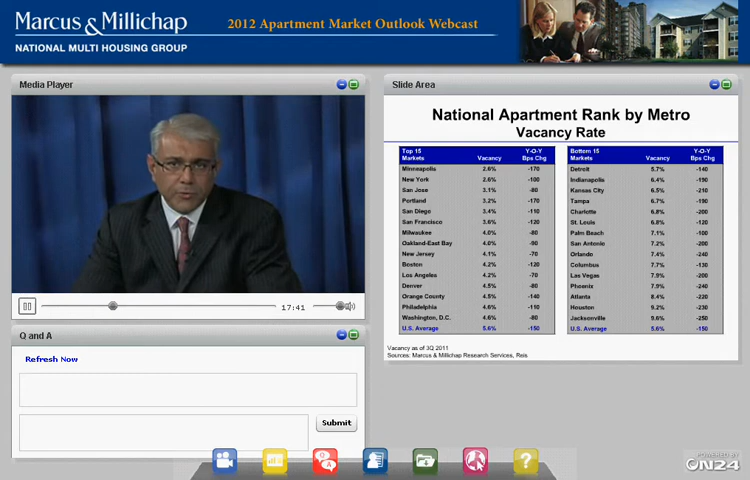 Marcus & Millichap
NATIONAL MULTI HOUSING GROUP
2012 Apartment Market Outlook Webcast
Media Player
17:41
Q and A
Refresh Now
Submit
Slide Area
National Apartment Rank by Metro
Vacancy Rate
Top 15 Markets Vacancy Y-O-Y Bps Chg
Minneapolis 2.6% -170
New York 2.6% -100
San Jose 3.1% -80
Portland 3.2% -170
San Diego 3.4% -110
San Francisco 3.6% -120
Milwaukee 4.0% -80
Oakland-East Bay 4.0% -90
New Jersey 4.1% -70
Boston 4.2% -120
Los Angeles 4.2% -70
Denver 4.5% -80
Orange County 4.5% -140
Philadelphia 4.6% -110
Washington, D.C. 4.6% -80
U.S. Average 5.6% -150
Bottom 15 Markets Vacancy Y-O-Y Bps Chg
Detroit 5.7% -140
Indianapolis 6.4% -190
Kansas City 6.5% -210
Tampa 6.7% -190
Charlotte 6.8% -200
St. Louis 6.8% -120
Palm Beach 7.1% -100
San Antonio 7.2% -200
Orlando 7.4% -240
Columbus 7.7% -130
Las Vegas 7.9% -200
Phoenix 7.9% -240
Atlanta 8.4% -220
Houston 9.2% -230
Jacksonville 9.6% -250
U.S. Average 5.6% -150
Vacancy as of 3Q 2011
Sources: Marcus & Millichap Research Services, Reis
Q
A
?
POWERED BY
ON24